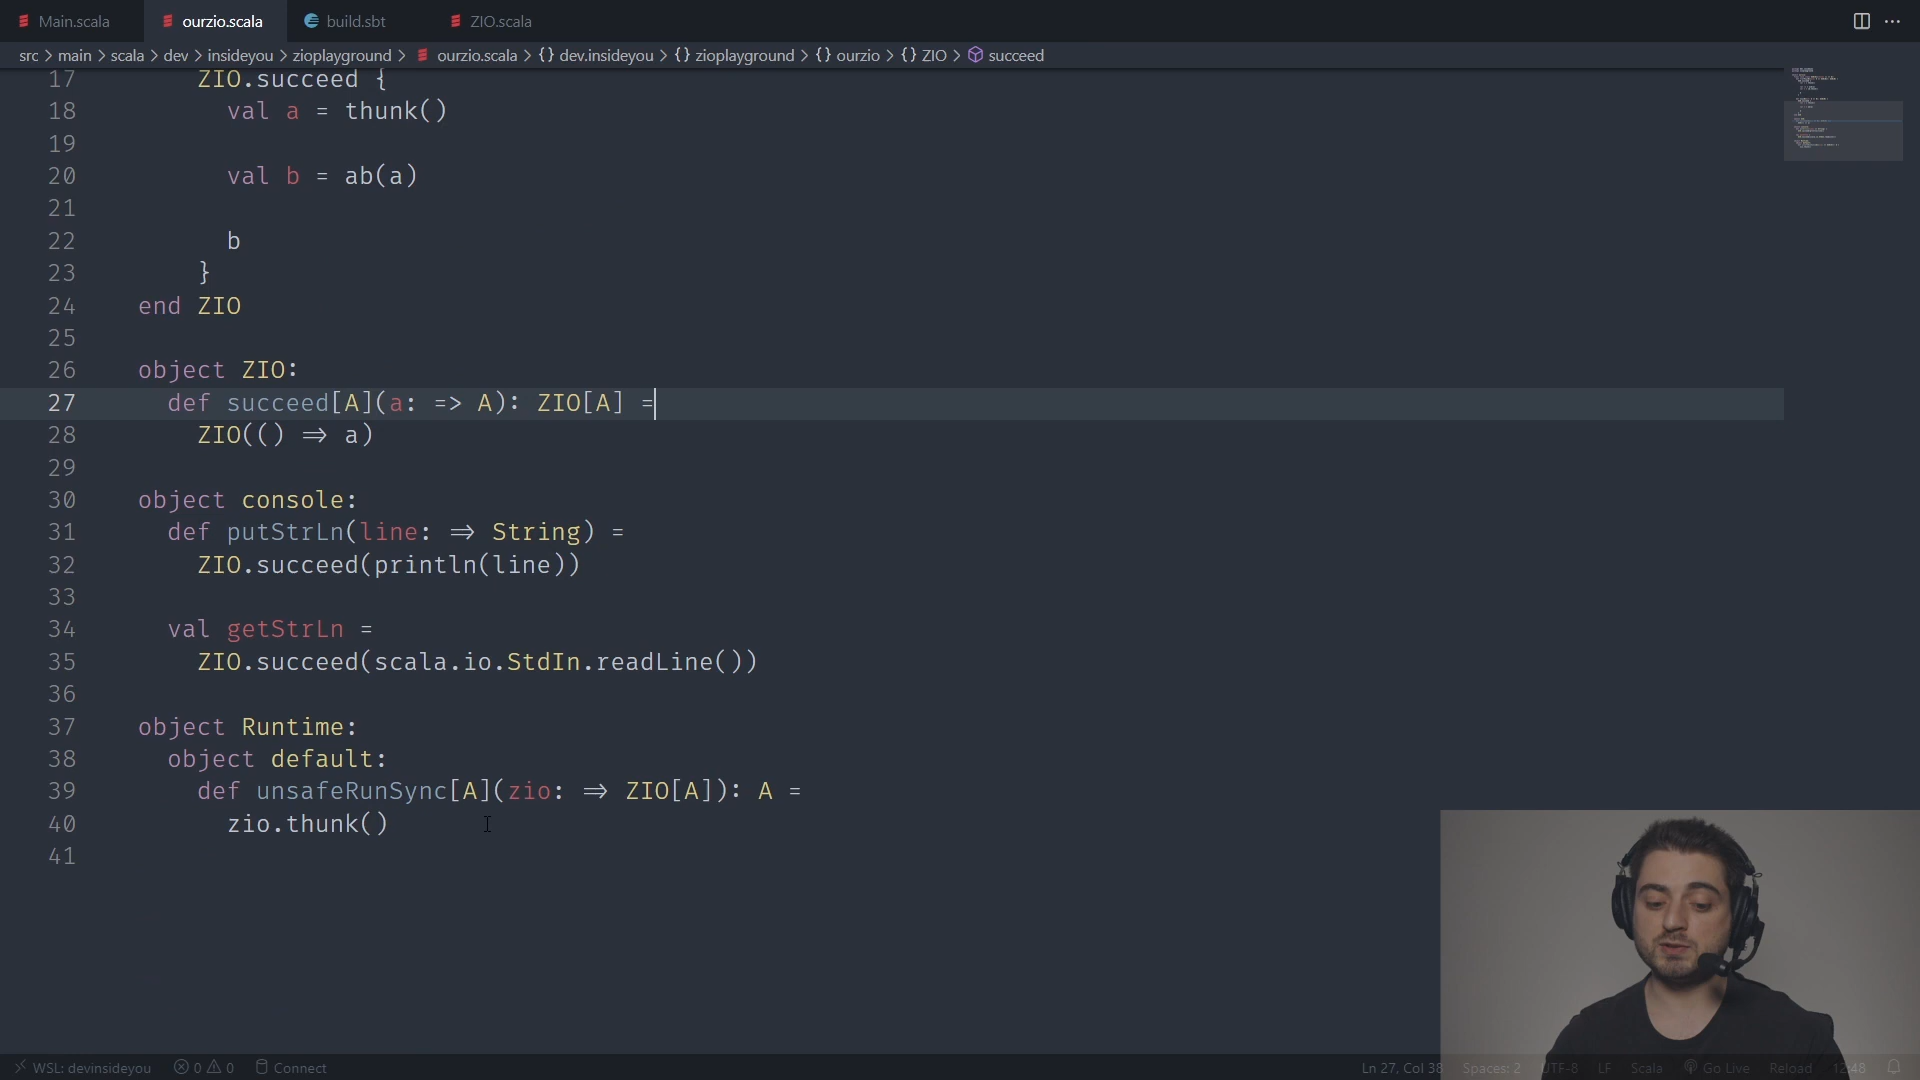 Main.scala
ourzio.scala
build.sbt
ZIO.scala
src > main > scala > dev > insideyou > zioplayground > ourzio.scala > {} dev.insideyou > {} zioplayground > {} ourzio > {} ZIO > succeed
17 ZIO.succeed {
18 val a = thunk()
19
20 val b = ab(a)
21
22 b
23 }
24 end ZIO
25
26 object ZIO:
27 def succeed[A](a: => A): ZIO[A] =
28 ZIO(() ⇒ a)
29
30 object console:
31 def putStrLn(line: ⇒ String) =
32 ZIO.succeed(println(line))
33
34 val getStrLn =
35 ZIO.succeed(scala.io.StdIn.readLine())
36
37 object Runtime:
38 object default:
39 def unsafeRunSync[A](zio: ⇒ ZIO[A]): A =
40 zio.thunk()
41
WSL: devinsideyou 0 0 Connect Ln 27, Col 38 Spaces: 2 UTF-8 LF Scala Go Live Reload 12:48